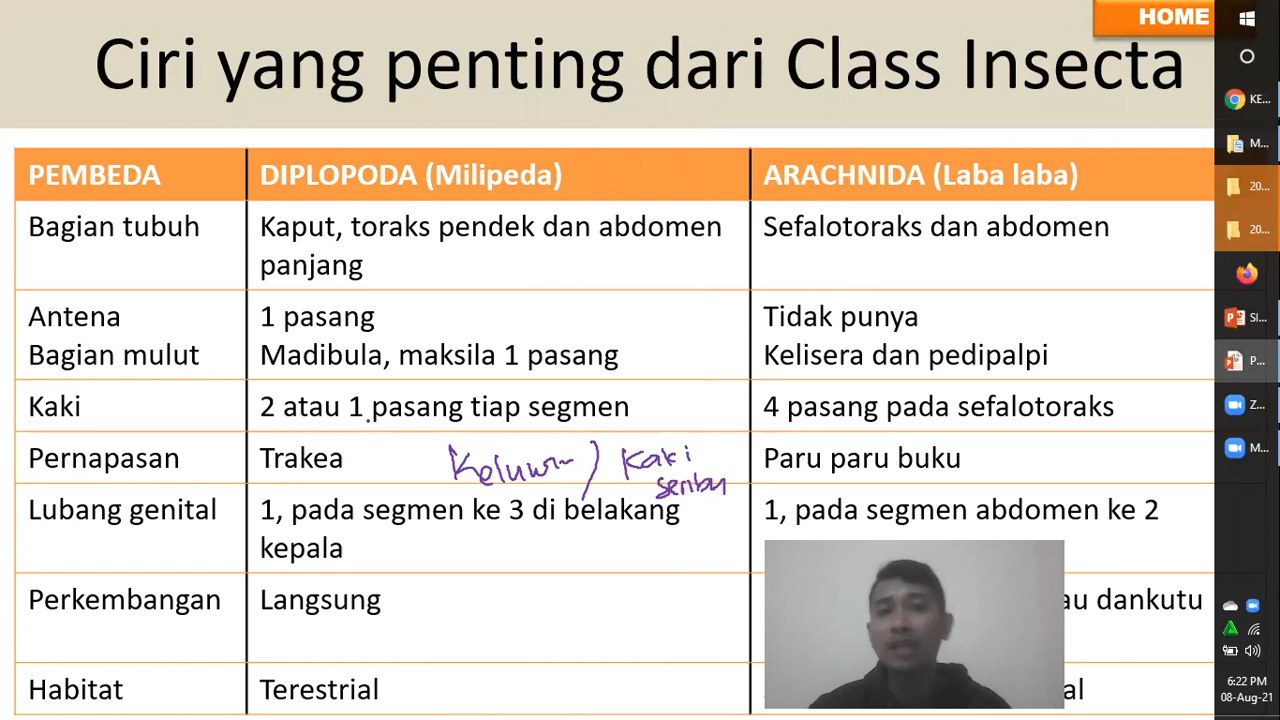 HOME
Ciri yang penting dari Class Insecta
PEMBEDA DIPLOPODA (Milipeda) ARACHNIDA (Laba laba)
Bagian tubuh Kaput, toraks pendek dan abdomen Sefalotoraks dan abdomen
panjang
Antena 1 pasang Tidak punya
Bagian mulut Madibula, maksila 1 pasang Kelisera dan pedipalpi
Kaki 2 atau 1 pasang tiap segmen 4 pasang pada sefalotoraks
Pernapasan Trakea Paru paru buku
Kaki
Lubang genital 1, pada segmen ke 3 di belakang 1, pada segmen abdomen ke 2
kepala
Perkembangan Langsung dankutu
Habitat Terestrial
KE...
M...
20...
20...
SI...
P...
Z...
M...
6:22 PM
08-Aug-21